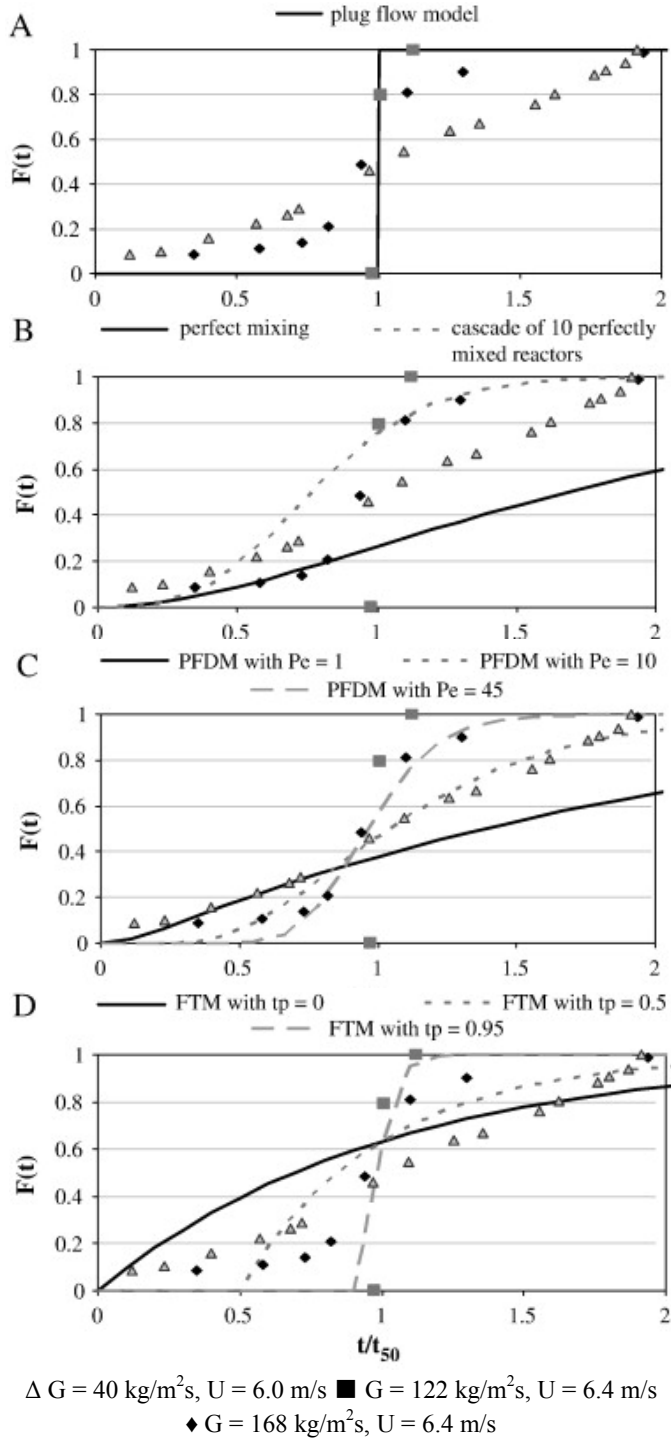 A
plug flow model
1
0.8
0.6
0.4
0.2
0
F(t)
0 0.5 1 1.5 2
B
perfect mixing
cascade of 10 perfectly
mixed reactors
1
0.8
0.6
0.4
0.2
0
F(t)
0 0.5 1 1.5 2
C
PFDM with Pe = 1
PFDM with Pe = 10
PFDM with Pe = 45
1
0.8
0.6
0.4
0.2
0
F(t)
0 0.5 1 1.5 2
D
FTM with tp = 0
FTM with tp = 0.5
FTM with tp = 0.95
1
0.8
0.6
0.4
0.2
0
F(t)
0 0.5 1 1.5 2
t/t₅₀
Δ G = 40 kg/m²s, U = 6.0 m/s ■ G = 122 kg/m²s, U = 6.4 m/s
♦ G = 168 kg/m²s, U = 6.4 m/s